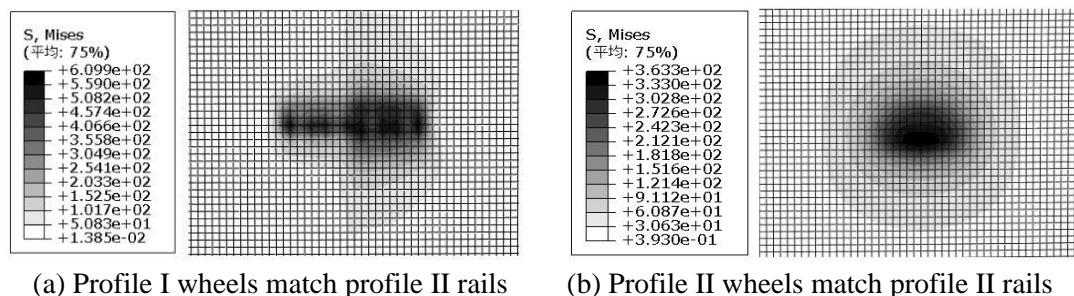 S, Mises
(平均: 75%)
+6.099e+02
+5.590e+02
+5.082e+02
+4.574e+02
+4.066e+02
+3.558e+02
+3.049e+02
+2.541e+02
+2.033e+02
+1.525e+02
+1.017e+02
+5.083e+01
+1.385e-02
S, Mises
(平均: 75%)
+3.633e+02
+3.330e+02
+3.028e+02
+2.726e+02
+2.423e+02
+2.121e+02
+1.818e+02
+1.516e+02
+1.214e+02
+9.112e+01
+6.087e+01
+3.063e+01
+3.930e-01
(a) Profile I wheels match profile II rails
(b) Profile II wheels match profile II rails